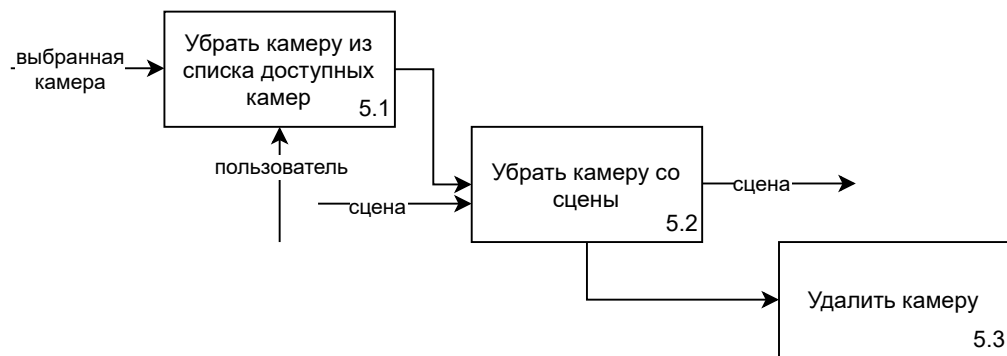 выбранная
камера
Убрать камеру из
списка доступных
камер
5.1
пользователь
сцена
Убрать камеру со
сцены
5.2
сцена
Удалить камеру
5.3